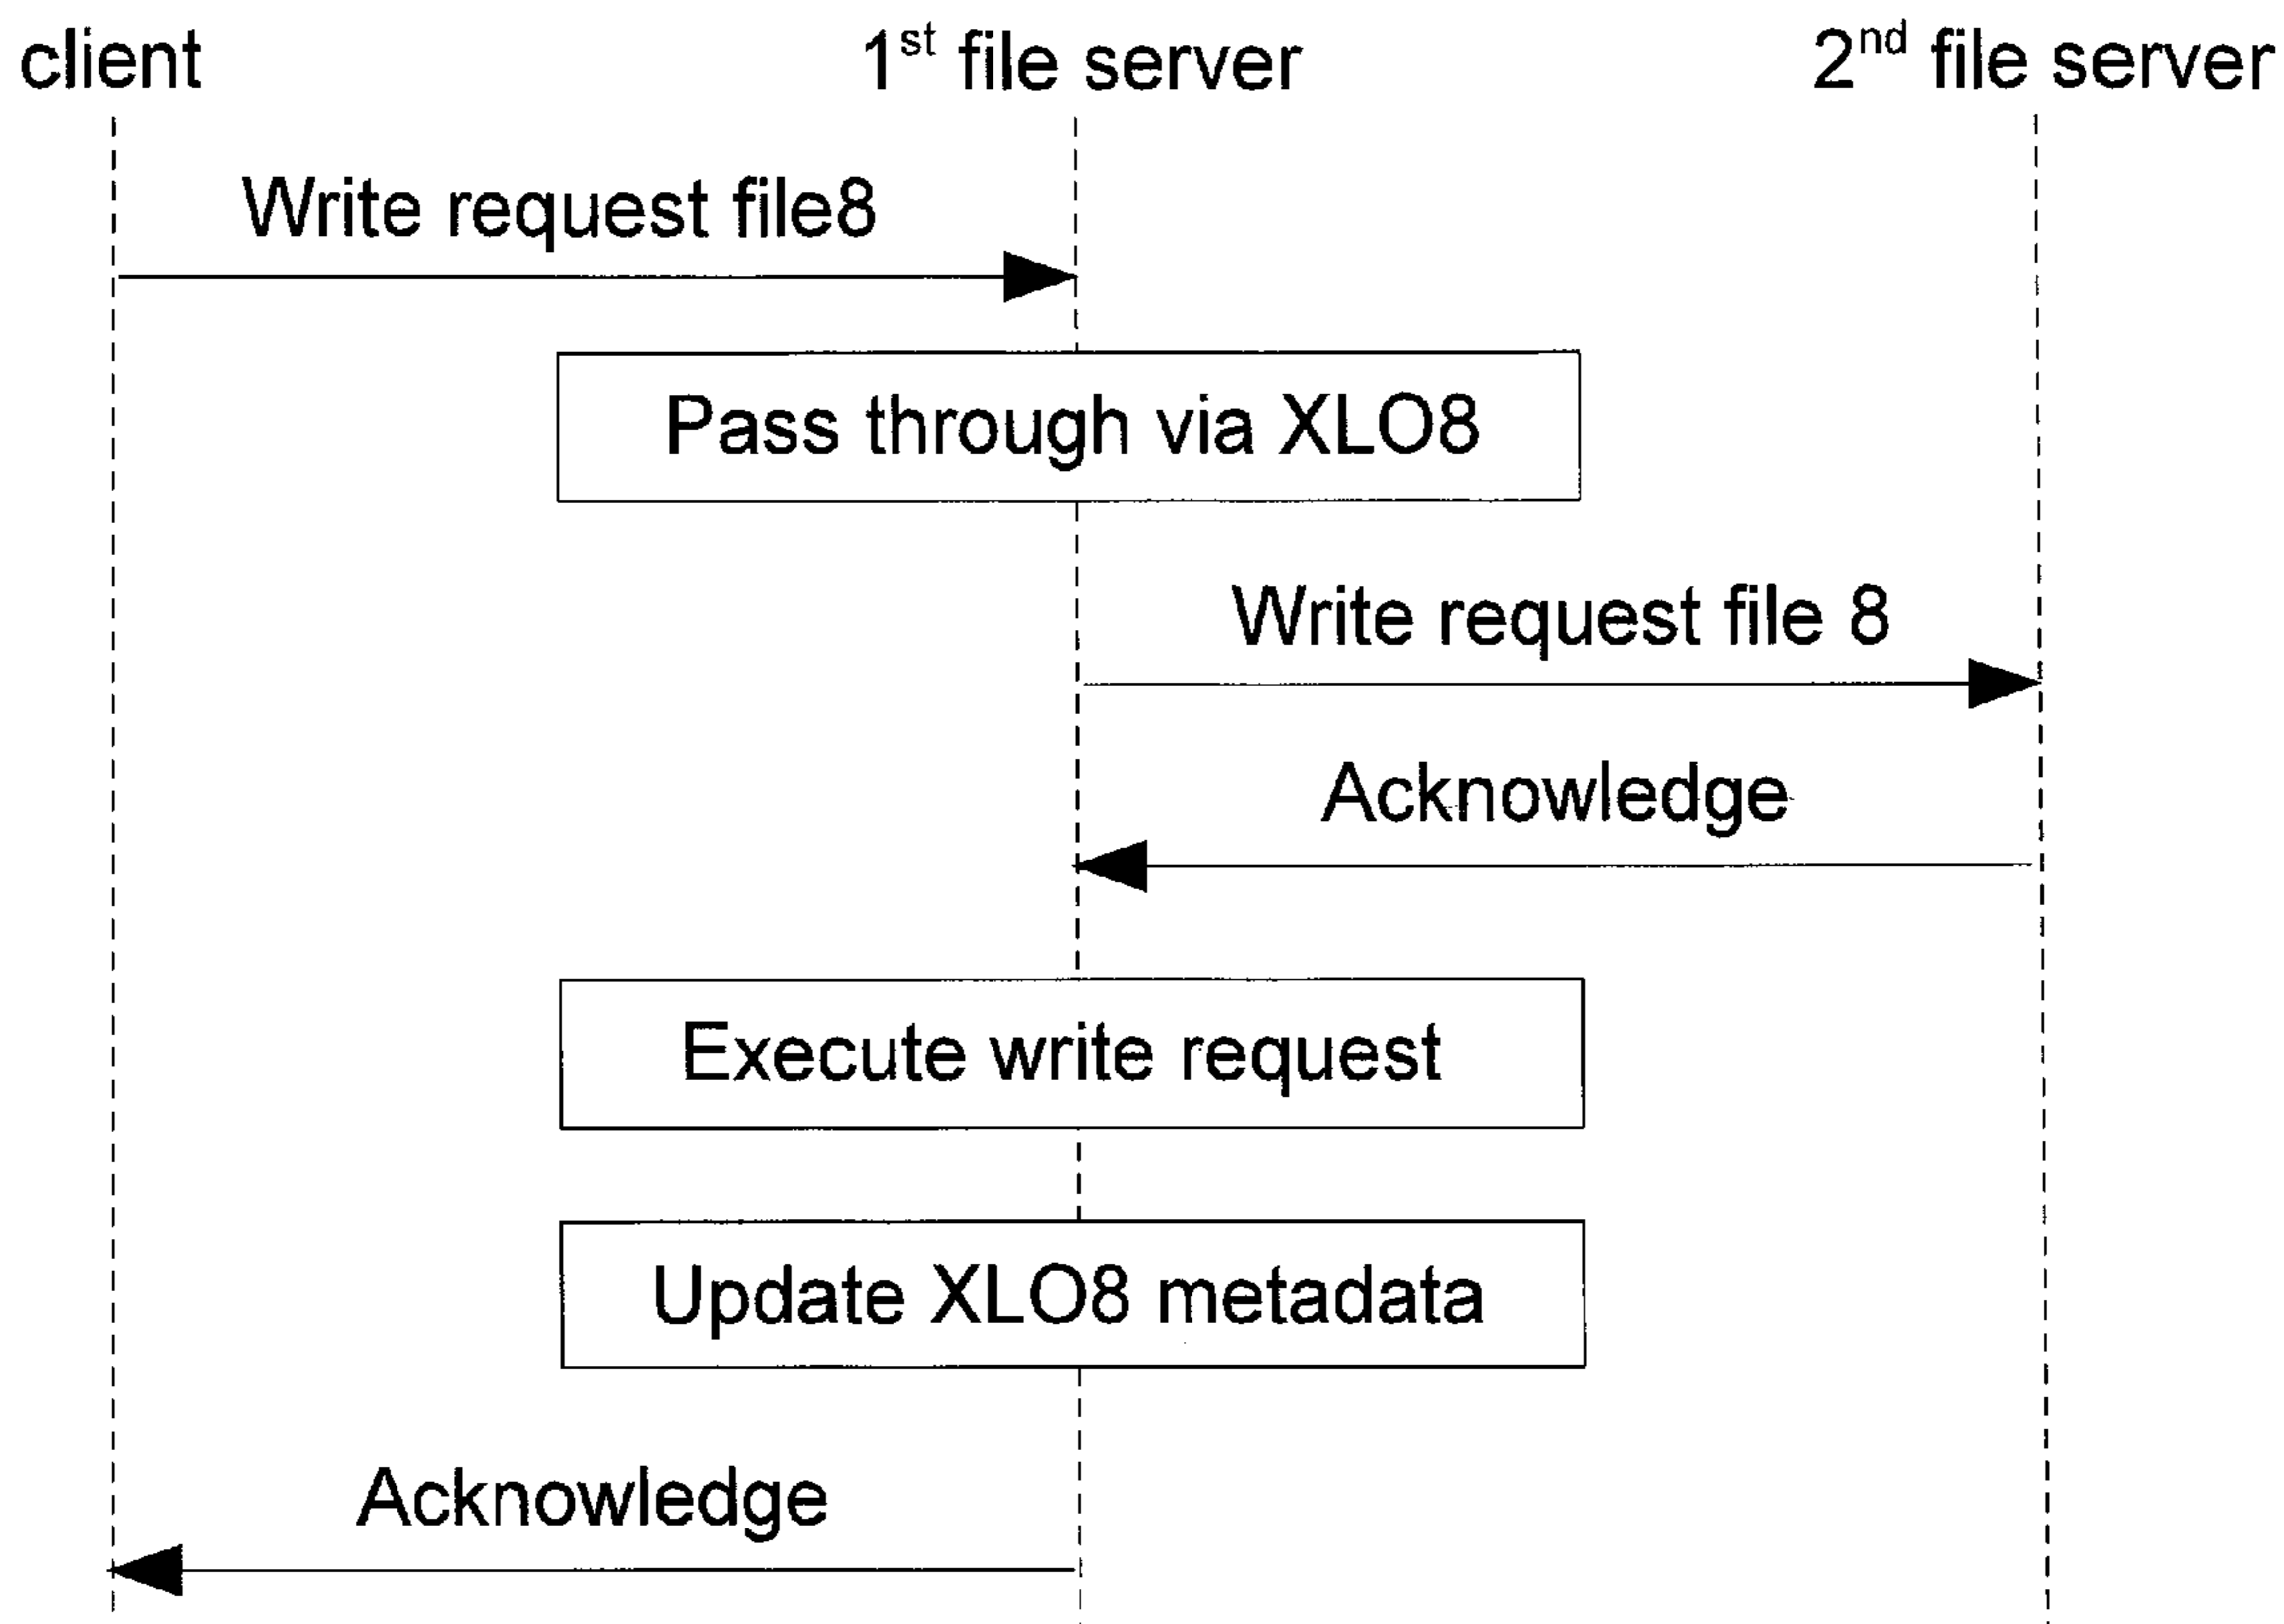 client 1st file server 2nd file server
Write request file8
Pass through via XLO8
Write request file 8
Acknowledge
Execute write request
Update XLO8 metadata
Acknowledge